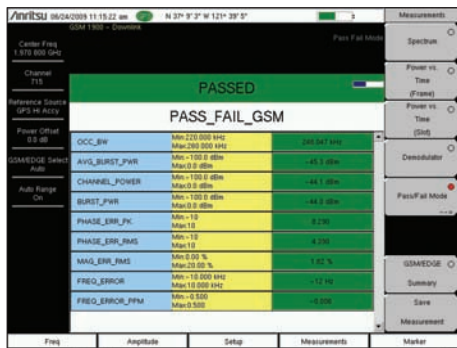 Anritsu 06/24/2009 11:15:22 am N 37° 9' 3" W 121° 39' 5"
Measurements
GSM 1900 - Downlink
Pass Fail Mode
Center Freq
1.970 800 GHz
Channel
715
Reference Source
GPS Hi Accy
Power Offset
0.0 dB
GSM/EDGE Select
Auto
Auto Range
On
PASSED
PASS_FAIL_GSM
OCC_BW Min:220.000 kHz
Max:280.000 kHz
AVG_BURST_PWR Min:-100.0 dBm -45.3 dBm
Max:0.0 dBm
CHANNEL_POWER Min:-100.0 dBm -44.1 dBm
Max:0.0 dBm
BURST_PWR Min:-100.0 dBm
Max:0.0 dBm
PHASE_ERR_PK Min:-10
Max:10
PHASE_ERR_RMS Min:-10
Max:10
MAG_ERR_RMS Min:0.00 % 1.82 %
Max:20.00 %
FREQ_ERROR Min:-10.000 kHz -12 Hz
Max:10.000 kHz
FREQ_ERROR_PPM Min:-0.500 -0.006
Max:0.500
Spectrum
Power vs.
Time
(Frame)
Power vs.
Time
(Slot)
Demodulator
Pass/Fail Mode
-->
GSM/EDGE
Summary
Save
Measurement
Freq Amplitude Setup Measurements Marker